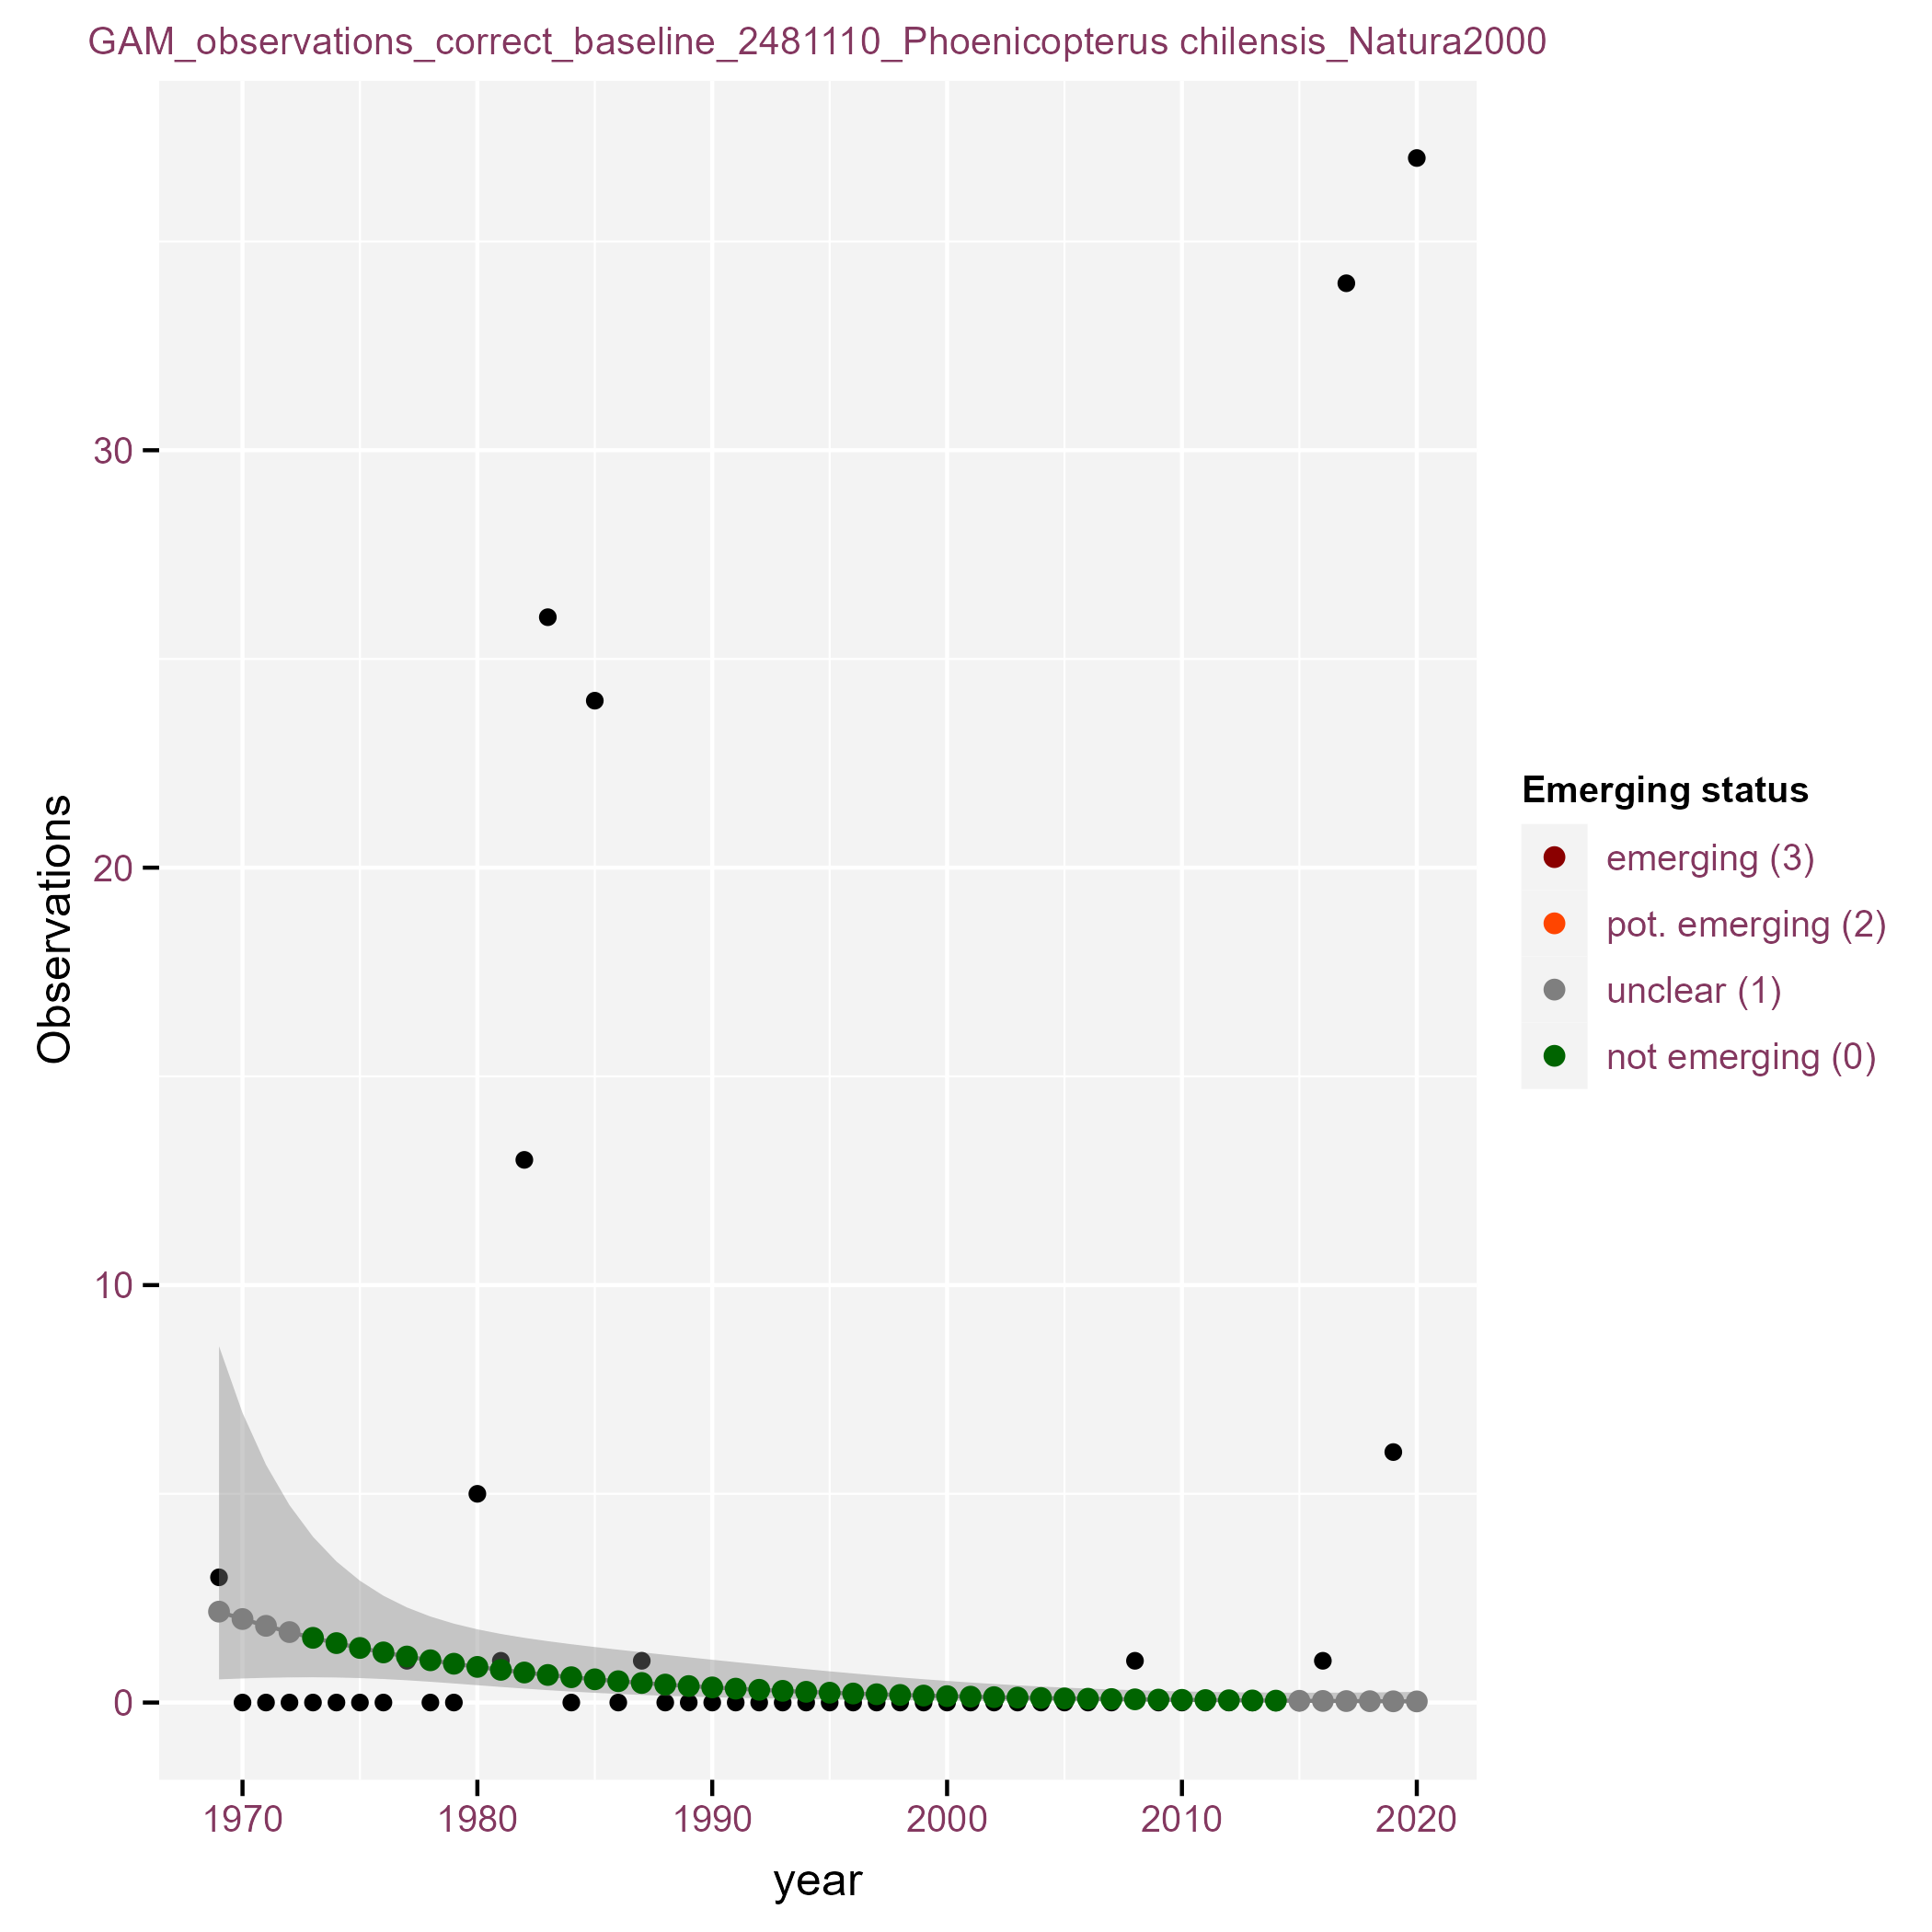 GAM_observations_correct_baseline_2481110_Phoenicopterus chilensis_Natura2000
Observations
30
20
10
0
1970
1980
1990
2000
2010
2020
year
Emerging status
emerging (3)
pot. emerging (2)
unclear (1)
not emerging (0)